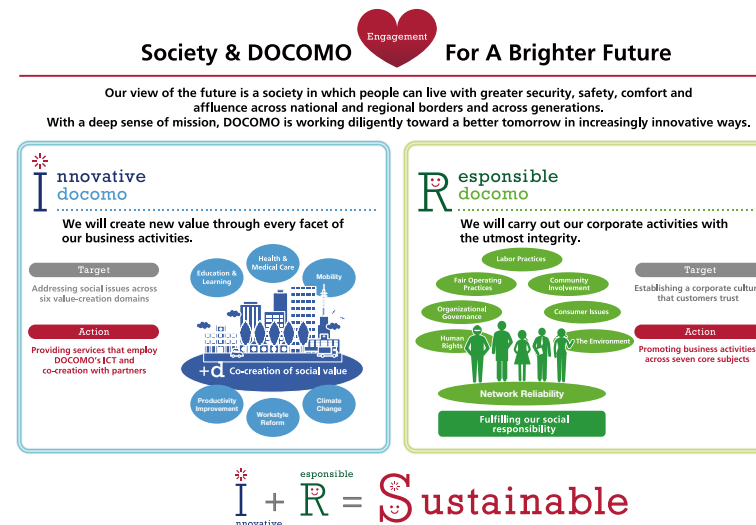 Engagement
Society & DOCOMO For A Brighter Future
Our view of the future is a society in which people can live with greater security, safety, comfort and
affluence across national and regional borders and across generations.
With a deep sense of mission, DOCOMO is working diligently toward a better tomorrow in increasingly innovative ways.
Innovative
docomo
We will create new value through every facet of
our business activities.
Target
Addressing social issues across
six value-creation domains
Action
Providing services that employ
DOCOMO's ICT and
co-creation with partners
Education &
Learning
Health &
Medical Care
Mobility
+d Co-creation of social value
Productivity
Improvement
Workstyle
Reform
Climate
Change
Responsible
docomo
We will carry out our corporate activities with
the utmost integrity.
Labor Practices
Fair Operating
Practices
Community
Involvement
Organizational
Governance
Consumer Issues
Human
Rights
The Environment
Network Reliability
Fulfilling our social
responsibility
Target
Establishing a corporate cultur
that customers trust
Action
Promoting business activities
across seven core subjects
Innovative + Responsible = Sustainable